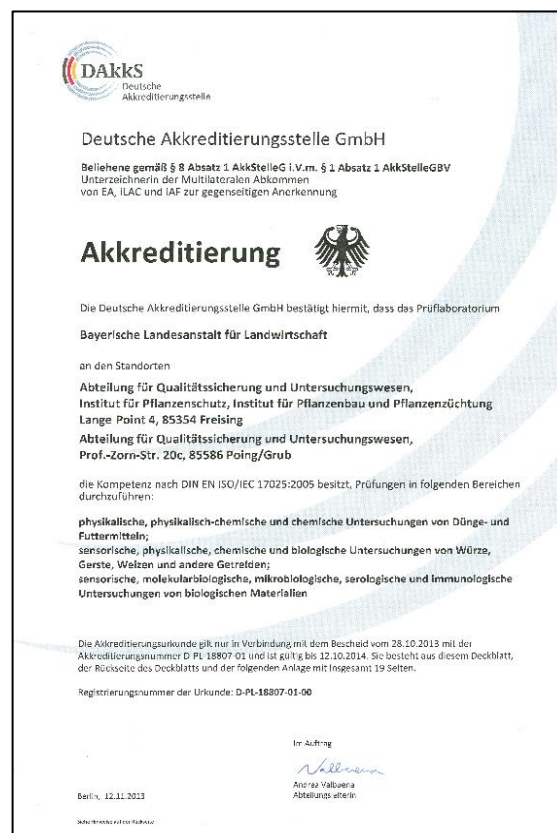 DAkkS
Deutsche
Akkreditierungsstelle
Deutsche Akkreditierungsstelle GmbH
Beliehene gemäß § 8 Absatz 1 AkkStelleG i.V.m. § 1 Absatz 1 AkkStelleGBV
Unterzeichnerin der Multilateralen Abkommen
von EA, ILAC und IAF zur gegenseitigen Anerkennung
Akkreditierung
Die Deutsche Akkreditierungsstelle GmbH bestätigt hiermit, dass das Prüflaboratorium
Bayerische Landesanstalt für Landwirtschaft
an den Standorten
Abteilung für Qualitätssicherung und Untersuchungswesen,
Institut für Pflanzenschutz, Institut für Pflanzenbau und Pflanzenzüchtung
Lange Point 4, 85354 Freising
Abteilung für Qualitätssicherung und Untersuchungswesen,
Prof.-Zorn-Str. 20c, 85586 Poing/Grub
die Kompetenz nach DIN EN ISO/IEC 17025:2005 besitzt, Prüfungen in folgenden Bereichen
durchzuführen:
physikalische, physikalisch-chemische und chemische Untersuchungen von Dünge- und
Futtermitteln;
sensorische, physikalische, chemische und biologische Untersuchungen von Würze,
Gerste, Weizen und andere Getreiden;
sensorische, molekularbiologische, mikrobiologische, serologische und immunologische
Untersuchungen von biologischen Materialien
Die Akkreditierungsurkunde gilt nur in Verbindung mit dem Bescheid vom 28.10.2013 mit der
Akkreditierungsnummer D-PL-18807-01 und ist gültig bis 12.10.2014. Sie besteht aus diesem Deckblatt,
der Rückseite des Deckblatts und der folgenden Anlage mit insgesamt 19 Seiten.
Registrierungsnummer der Urkunde: D-PL-18807-01-00
Im Auftrag
Valbuena
Andrea Valbuena
Abteilungsleiterin
Berlin, 12.11.2013
Siehe Hinweise auf der Rückseite